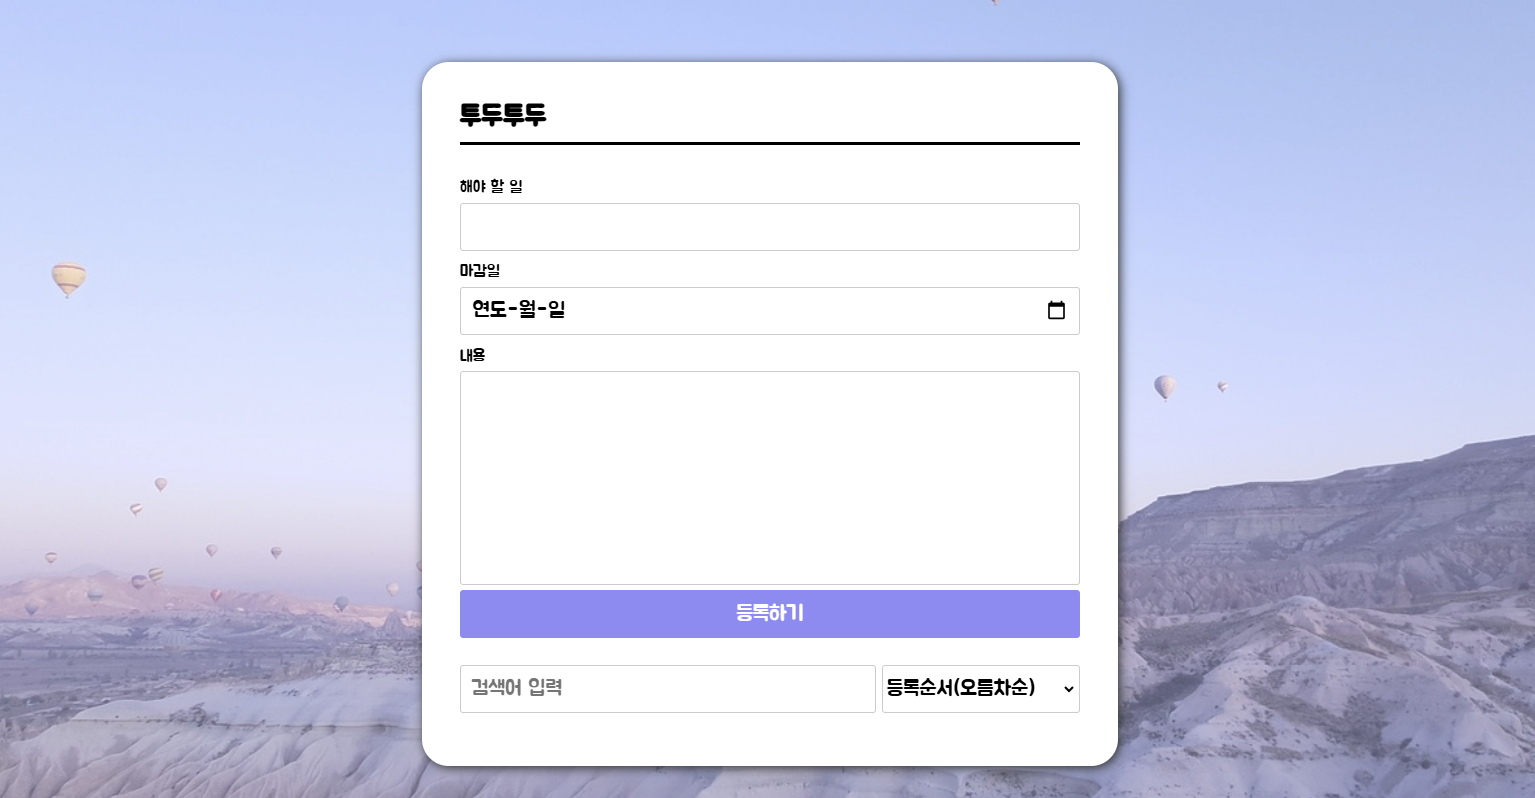 투두투두
해야 할 일
마감일
연도-월-일
내용
등록하기
검색어 입력 등록순서(오름차순)